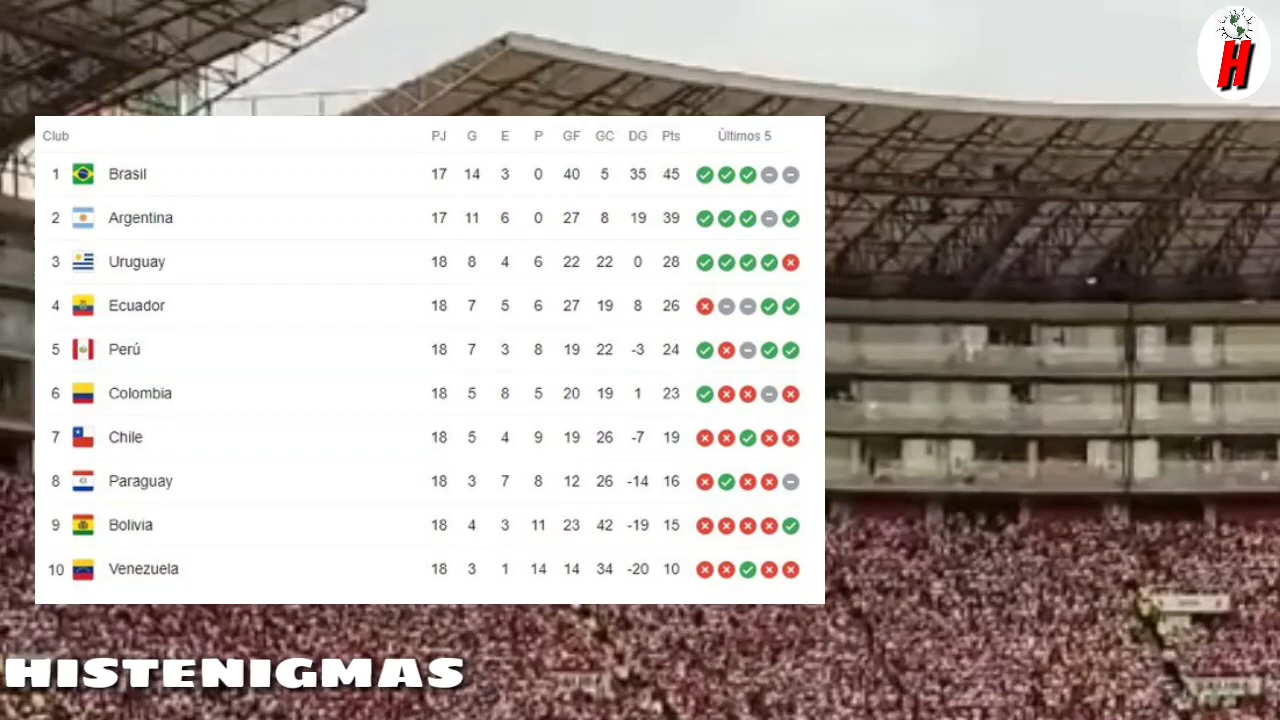 H
Club PJ G E P GF GC DG Pts Últimos 5
1 Brasil 17 14 3 0 40 5 35 45
2 Argentina 17 11 6 0 27 8 19 39
3 Uruguay 18 8 4 6 22 22 0 28
4 Ecuador 18 7 5 6 27 19 8 26
5 Perú 18 7 3 8 19 22 -3 24
6 Colombia 18 5 8 5 20 19 1 23
7 Chile 18 5 4 9 19 26 -7 19
8 Paraguay 18 3 7 8 12 26 -14 16
9 Bolivia 18 4 3 11 23 42 -19 15
10 Venezuela 18 3 1 14 14 34 -20 10
HISTENIGMAS